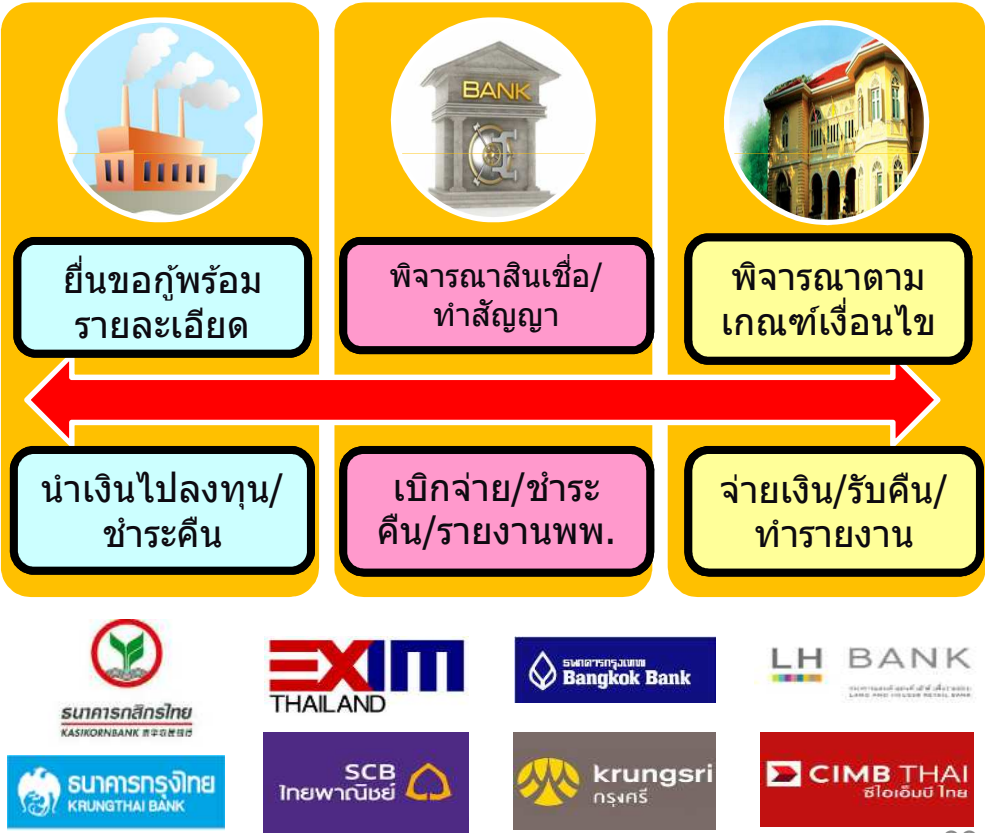 BANK
ยื่นขอกู้พร้อม
รายละเอียด
พิจารณาสินเชื่อ/
ทำสัญญา
พิจารณาตาม
เกณฑ์เงื่อนไข
นำเงินไปลงทุน/
ชำระคืน
เบิกจ่าย/ชำระ
คืน/รายงานพพ.
จ่ายเงิน/รับคืน/
ทำรายงาน
ธนาคารกสิกรไทย
KASIKORNBANK
EXIM
THAILAND
ธนาคารกรุงเทพ
Bangkok Bank
LH BANK
LAND AND HOUSES RETAIL BANK
ธนาคารกรุงไทย
KRUNGTHAI BANK
SCB
ไทยพาณิชย์
krungsri
กรุงศรี
CIMB THAI
ซีไอเอ็มบี ไทย